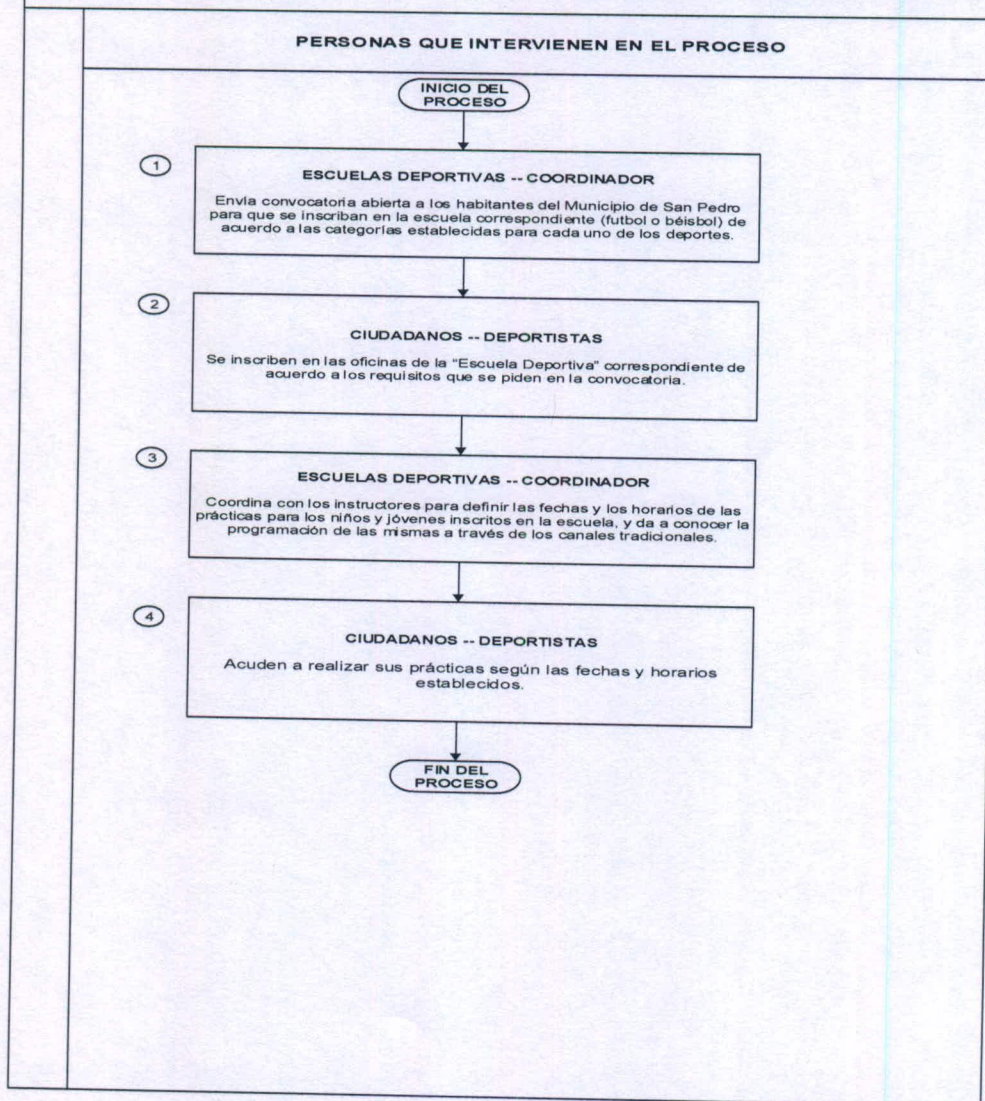 PERSONAS QUE INTERVIENEN EN EL PROCESO
INICIO DEL
PROCESO
1
ESCUELAS DEPORTIVAS -- COORDINADOR
Envía convocatoria abierta a los habitantes del Municipio de San Pedro
para que se inscriban en la escuela correspondiente (futbol o béisbol) de
acuerdo a las categorías establecidas para cada uno de los deportes.
2
CIUDADANOS -- DEPORTISTAS
Se inscriben en las oficinas de la "Escuela Deportiva" correspondiente de
acuerdo a los requisitos que se piden en la convocatoria.
3
ESCUELAS DEPORTIVAS -- COORDINADOR
Coordina con los instructores para definir las fechas y los horarios de las
prácticas para los niños y jóvenes inscritos en la escuela, y da a conocer la
programación de las mismas a través de los canales tradicionales.
4
CIUDADANOS -- DEPORTISTAS
Acuden a realizar sus prácticas según las fechas y horarios
establecidos.
FIN DEL
PROCESO